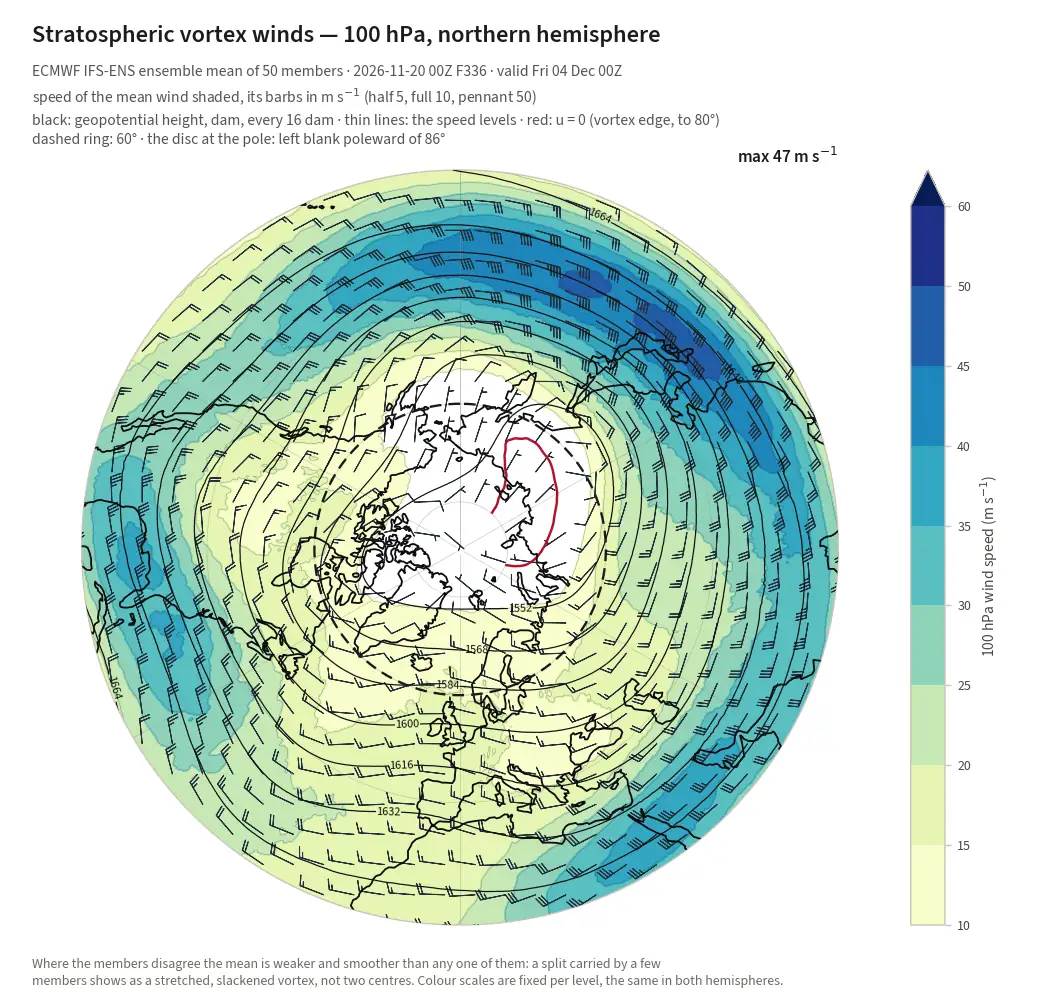 Stratospheric vortex winds — 100 hPa, northern hemisphere
ECMWF IFS-ENS ensemble mean of 50 members · 2026-11-20 00Z F336 · valid Fri 04 Dec 00Z
speed of the mean wind shaded, its barbs in m s⁻¹ (half 5, full 10, pennant 50)
black: geopotential height, dam, every 16 dam · thin lines: the speed levels · red: u = 0 (vortex edge, to 80°)
dashed ring: 60° · the disc at the pole: left blank poleward of 86°
max 47 m s⁻¹
1664
1552
1568
1584
1600
1616
1632
1664
60
50
45
40
35
30
25
20
15
10
100 hPa wind speed (m s⁻¹)
Where the members disagree the mean is weaker and smoother than any one of them: a split carried by a few
members shows as a stretched, slackened vortex, not two centres. Colour scales are fixed per level, the same in both hemispheres.